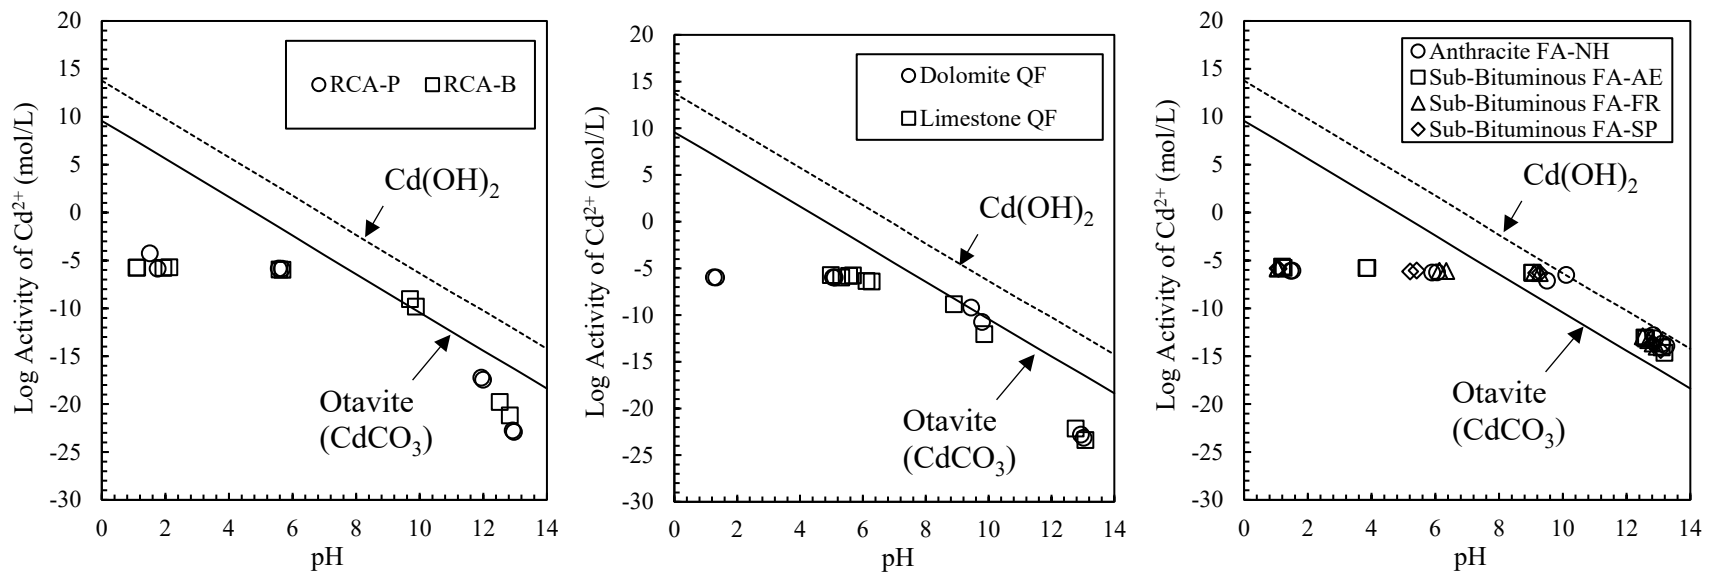 Log Activity of Cd²⁺ (mol/L)
20
15
10
5
0
-5
-10
-15
-20
-25
-30
RCA-P RCA-B
Cd(OH)₂
Otavite
(CdCO₃)
0 2 4 6 8 10 12 14
pH
Log Activity of Cd²⁺ (mol/L)
20
15
10
5
0
-5
-10
-15
-20
-25
-30
Dolomite QF
Limestone QF
Cd(OH)₂
Otavite
(CdCO₃)
0 2 4 6 8 10 12 14
pH
Log Activity of Cd²⁺ (mol/L)
20
15
10
5
0
-5
-10
-15
-20
-25
-30
Anthracite FA-NH
Sub-Bituminous FA-AE
Sub-Bituminous FA-FR
Sub-Bituminous FA-SP
Cd(OH)₂
Otavite
(CdCO₃)
0 2 4 6 8 10 12 14
pH